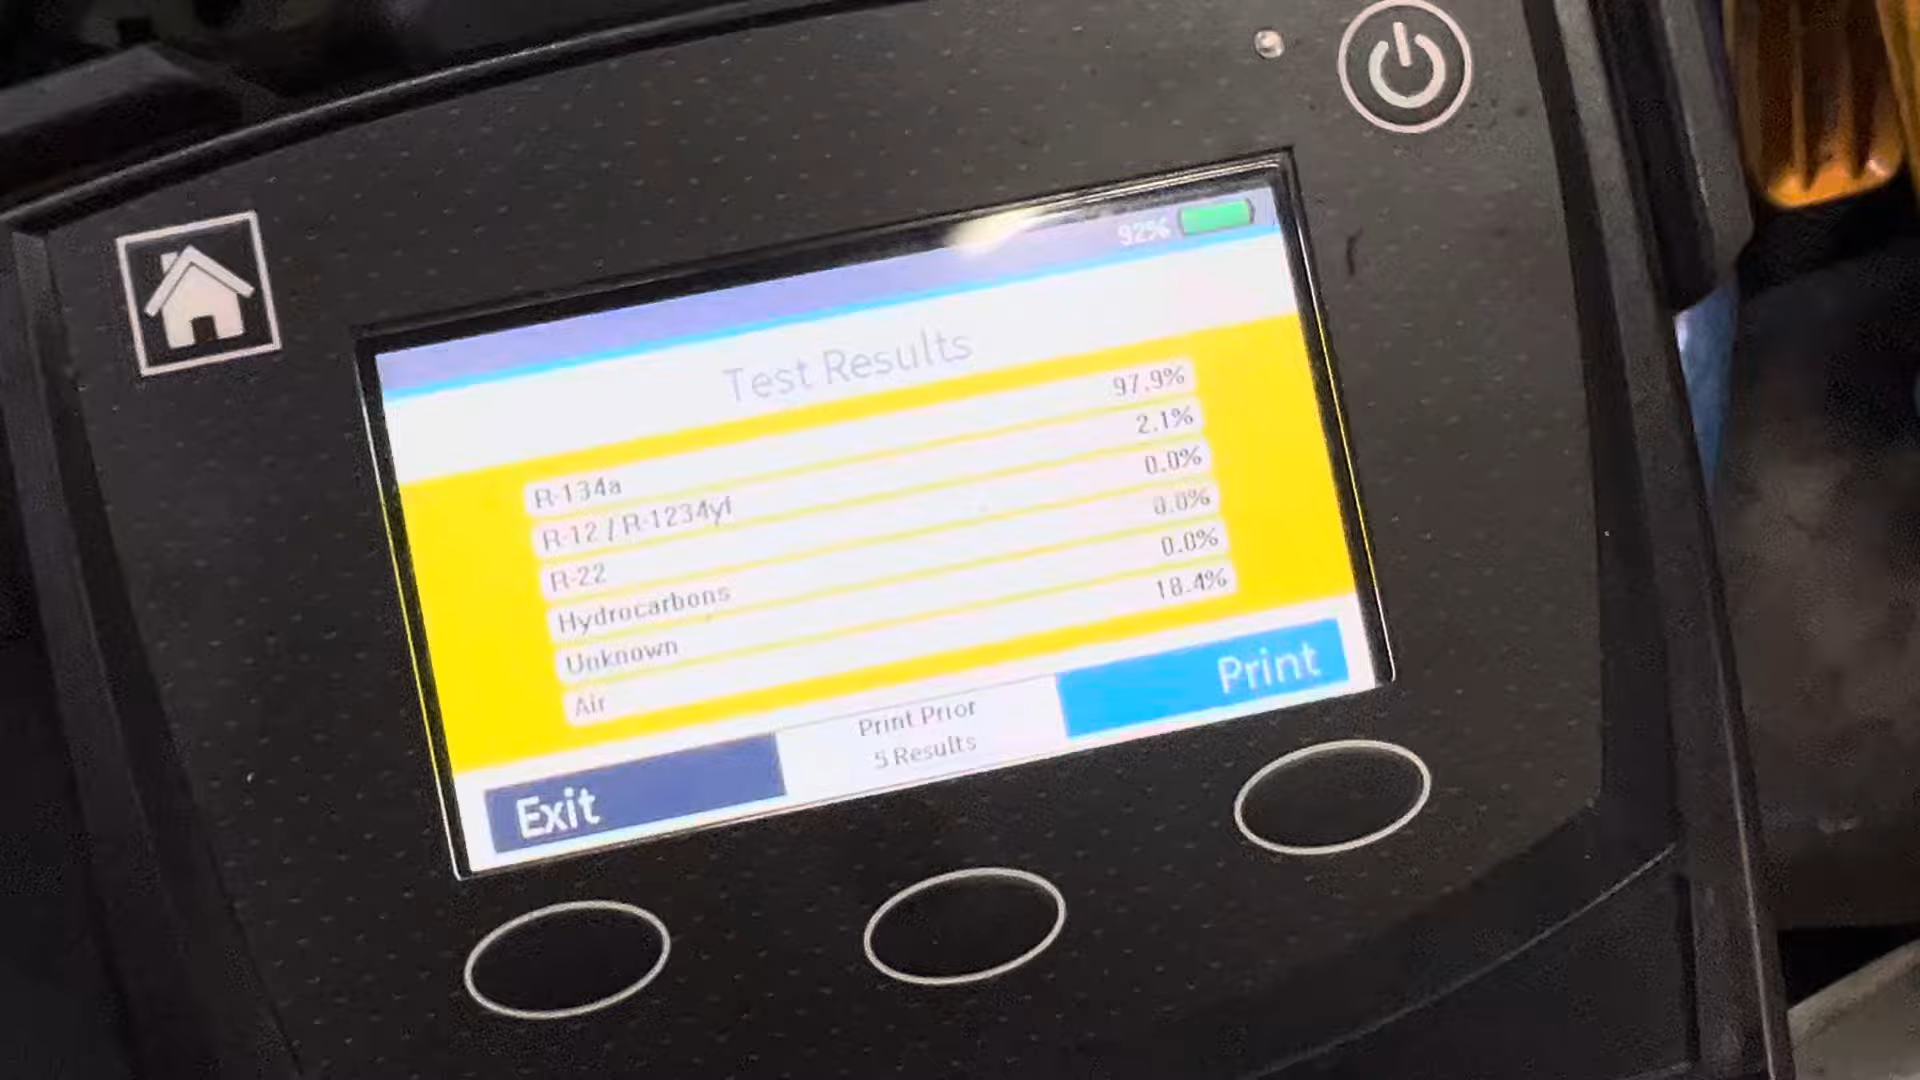 92%
Test Results
R-134a 97.9%
R-12 / R-1234yf 2.1%
R-22 0.0%
Hydrocarbons 0.0%
Unknown 0.0%
Air 18.4%
Exit
Print Prior
5 Results
Print